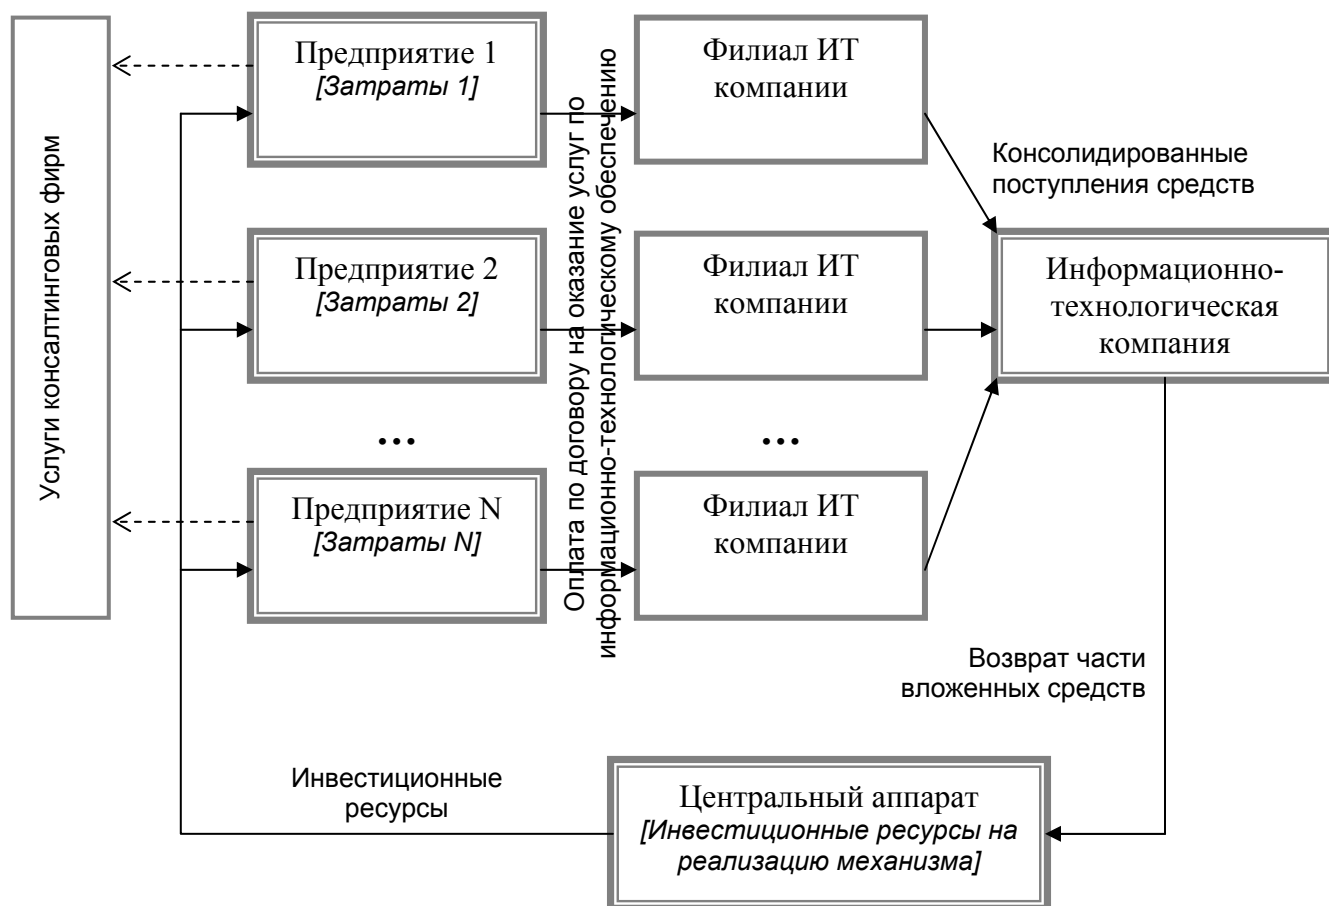 Услуги консалтинговых фирм
Предприятие 1
[Затраты 1]
Филиал ИТ
компании
Оплата по договору на оказание услуг по
информационно-технологическому обеспечению
Консолидированные
поступления средств
Предприятие 2
[Затраты 2]
Филиал ИТ
компании
Информационно-
технологическая
компания
...
...
Предприятие N
[Затраты N]
Филиал ИТ
компании
Возврат части
вложенных средств
Инвестиционные
ресурсы
Центральный аппарат
[Инвестиционные ресурсы на
реализацию механизма]